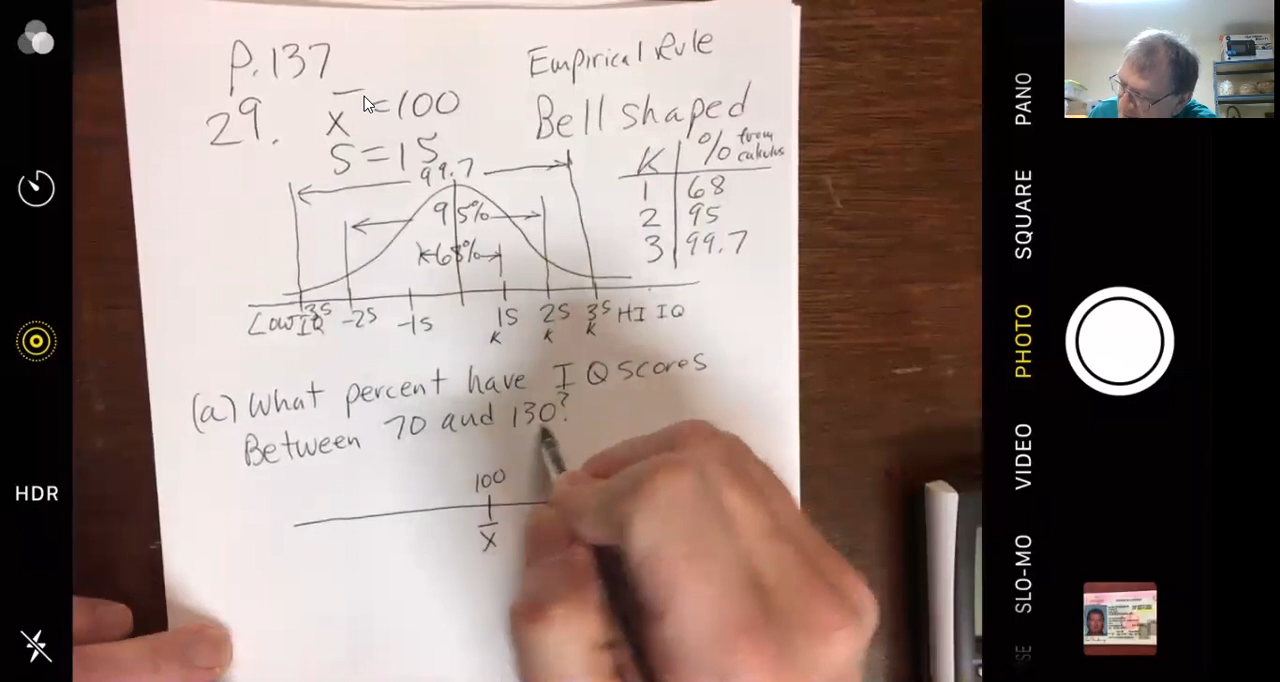 P.137
29. x̄ = 100
S = 15
Empirical Rule
Bell shaped
K | % from calculus
1 | 68
2 | 95
3 | 99.7
99.7
95%
68%
-3S -2S -1S 1S 2S 3S HI IQ
Low IQ K K K
(a) What percent have IQ scores
Between 70 and 130?
100
x̄
HDR
PANO
SQUARE
PHOTO
VIDEO
SLO-MO